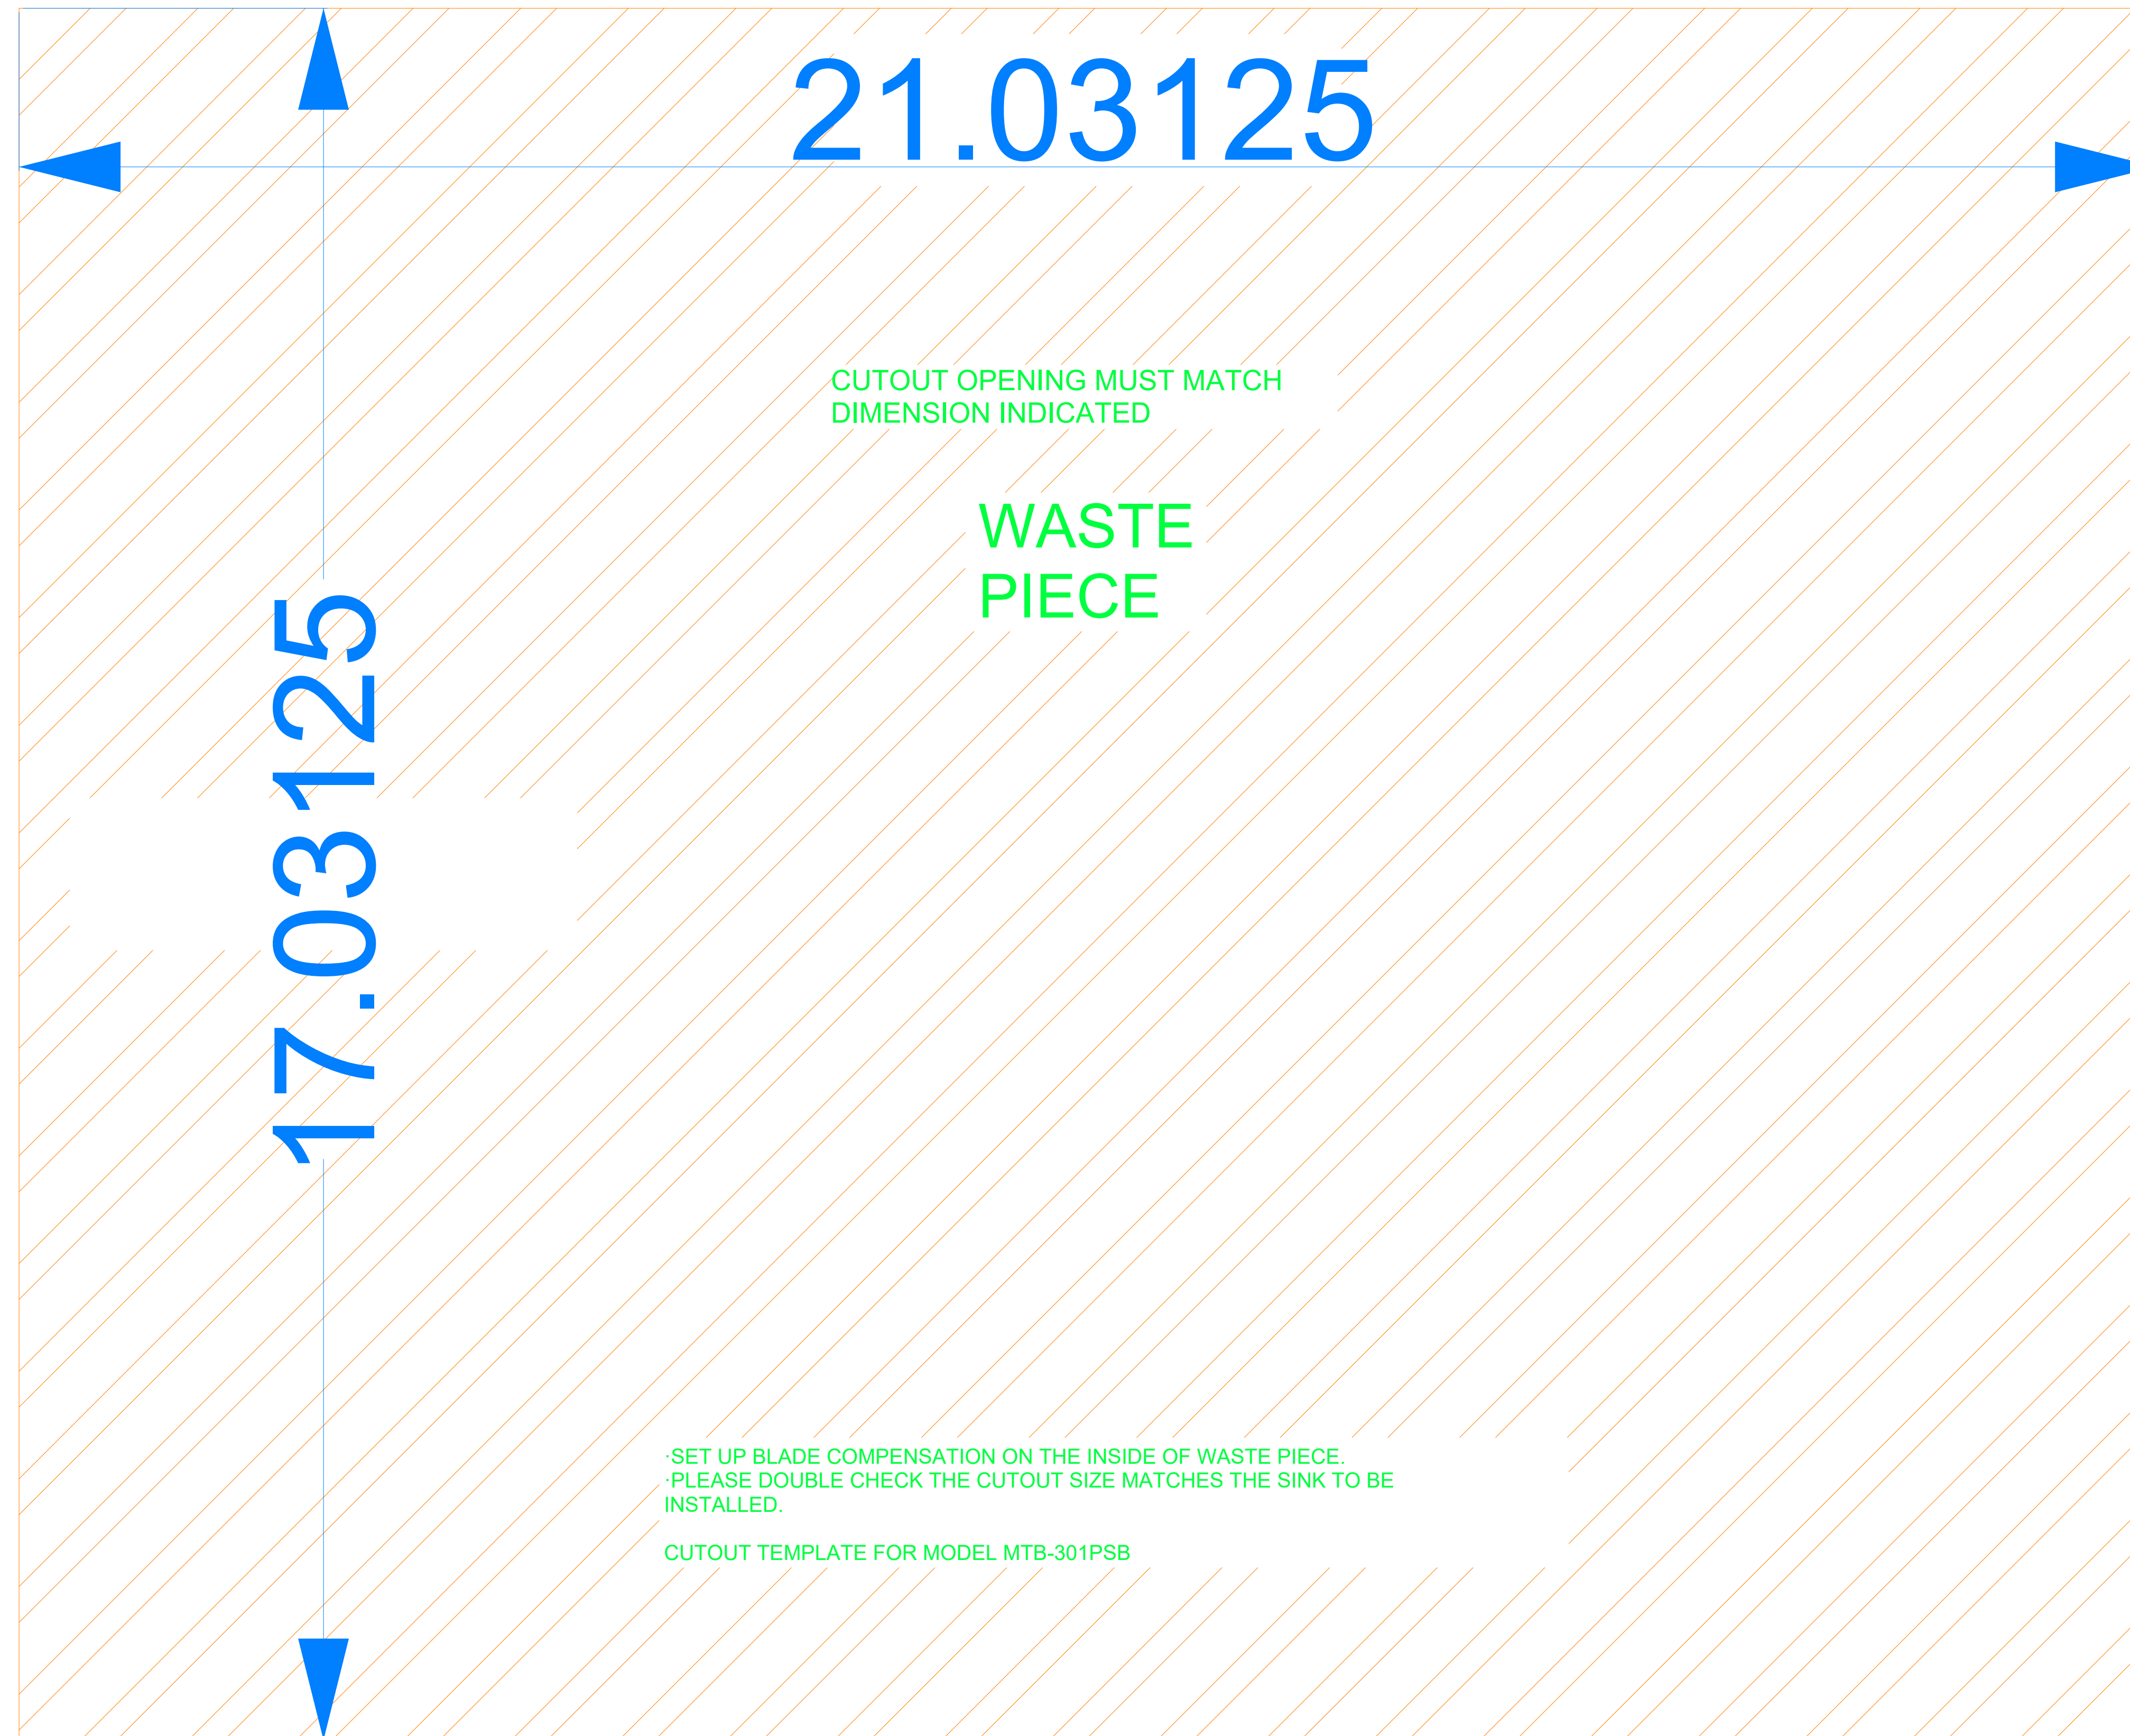 21.03125
CUTOUT OPENING MUST MATCH
DIMENSION INDICATED
WASTE
PIECE
17.03125
·SET UP BLADE COMPENSATION ON THE INSIDE OF WASTE PIECE.
·PLEASE DOUBLE CHECK THE CUTOUT SIZE MATCHES THE SINK TO BE
INSTALLED.
CUTOUT TEMPLATE FOR MODEL MTB-301PSB